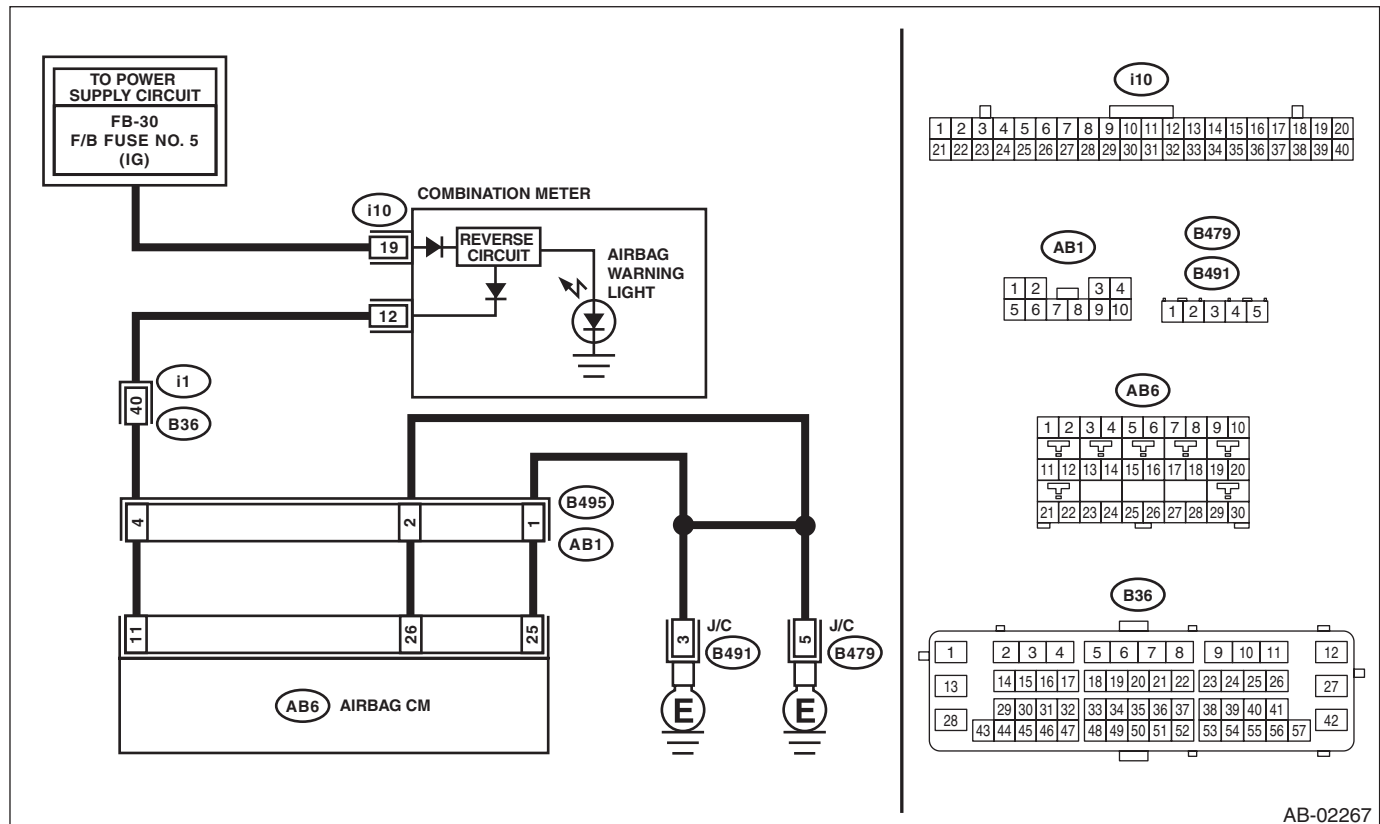 TO POWER
SUPPLY CIRCUIT
FB-30
F/B FUSE NO. 5
(IG)
COMBINATION METER
i10
19
REVERSE
CIRCUIT
AIRBAG
WARNING
LIGHT
12
40
i1
B36
4
2
1
B495
AB1
11
26
25
AB6 AIRBAG CM
3
J/C
B491
E
5
J/C
B479
E
i10
1 2 3 4 5 6 7 8 9 10 11 12 13 14 15 16 17 18 19 20
21 22 23 24 25 26 27 28 29 30 31 32 33 34 35 36 37 38 39 40
AB1
1 2 3 4
5 6 7 8 9 10
B479
B491
1 2 3 4 5
AB6
1 2 3 4 5 6 7 8 9 10
11 12 13 14 15 16 17 18 19 20
21 22 23 24 25 26 27 28 29 30
B36
1 2 3 4 5 6 7 8 9 10 11 12
13 14 15 16 17 18 19 20 21 22 23 24 25 26 27
28 29 30 31 32 33 34 35 36 37 38 39 40 41 42
43 44 45 46 47 48 49 50 51 52 53 54 55 56 57
AB-02267